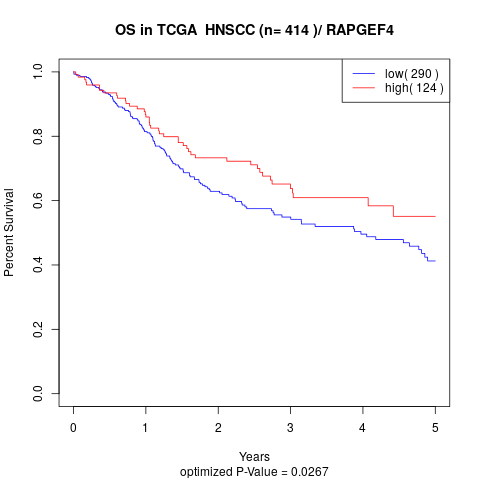 OS in TCGA  HNSCC (n= 414 )/ RAPGEF4
low( 290 )
high( 124 )
Percent Survival
1.0
0.8
0.6
0.4
0.2
0.0
0 1 2 3 4 5
Years
optimized P-Value = 0.0267